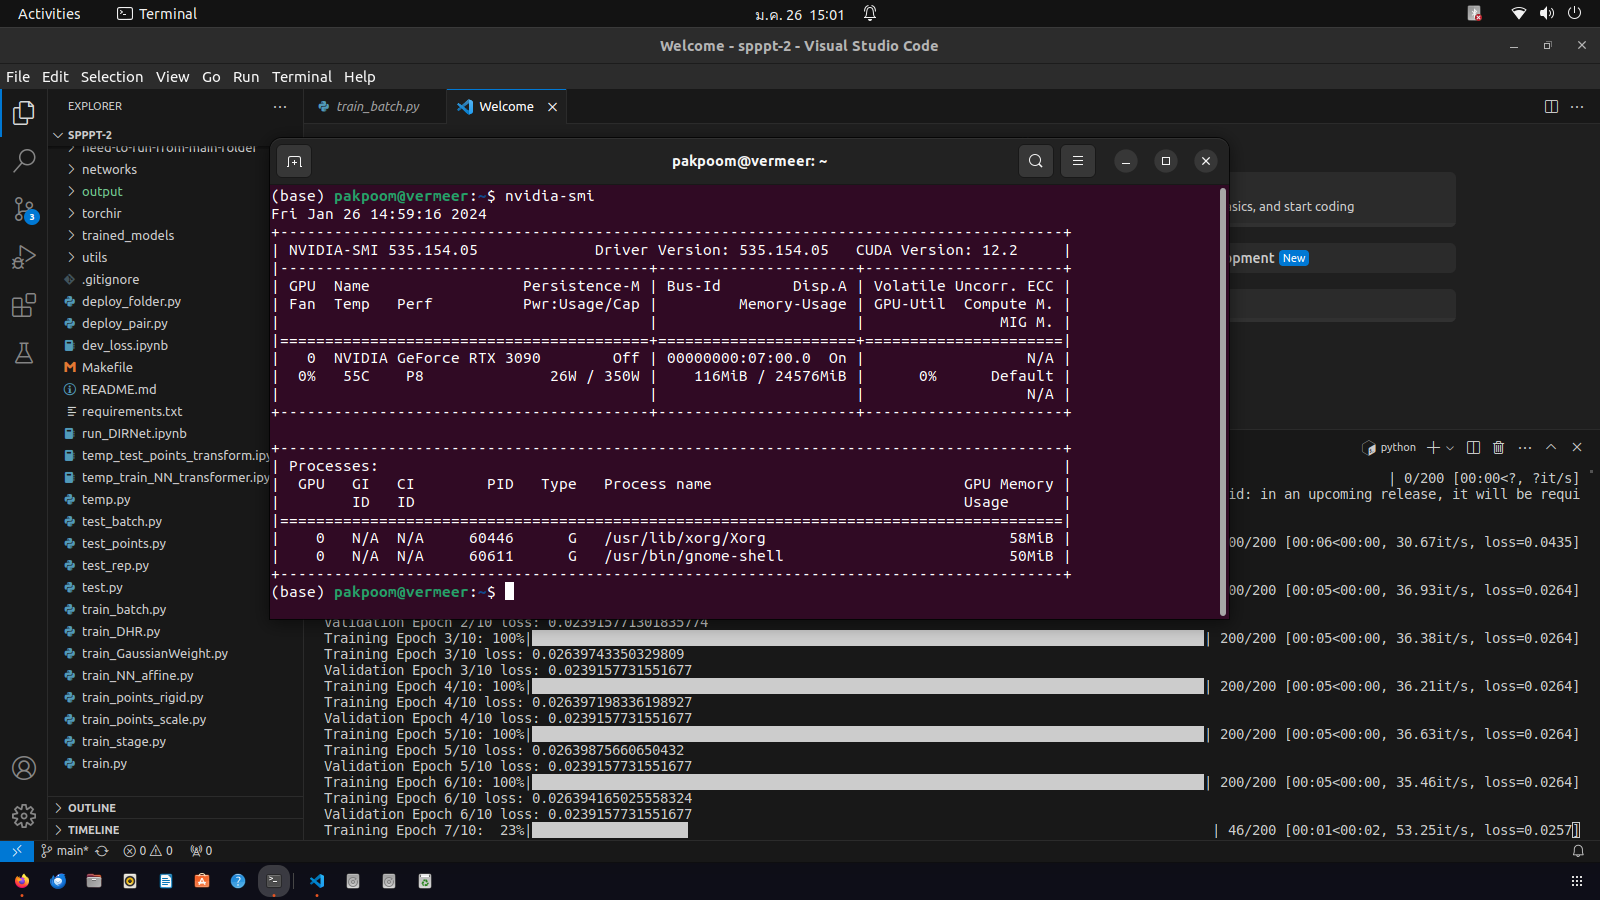 Activities
Terminal
ม.ค. 26 15:01
Welcome - spppt-2 - Visual Studio Code
File Edit Selection View Go Run Terminal Help
EXPLORER
train_batch.py
Welcome
SPPPT-2
need-to-run-from-main-folder
networks
output
torchir
trained_models
utils
.gitignore
deploy_folder.py
deploy_pair.py
dev_loss.ipynb
Makefile
README.md
requirements.txt
run_DIRNet.ipynb
temp_test_points_transform.ipy
temp_train_NN_transformer.ipy
temp.py
test_batch.py
test_points.py
test_rep.py
test.py
train_batch.py
train_DHR.py
train_GaussianWeight.py
train_NN_affine.py
train_points_rigid.py
train_points_scale.py
train_stage.py
train.py
OUTLINE
TIMELINE
3
pakpoom@vermeer: ~
(base) pakpoom@vermeer:~$ nvidia-smi
Fri Jan 26 14:59:16 2024
+---------------------------------------------------------------------------------------+
| NVIDIA-SMI 535.154.05             Driver Version: 535.154.05   CUDA Version: 12.2     |
|-----------------------------------------+----------------------+----------------------+
| GPU  Name                 Persistence-M | Bus-Id        Disp.A | Volatile Uncorr. ECC |
| Fan  Temp   Perf          Pwr:Usage/Cap |         Memory-Usage | GPU-Util  Compute M. |
|                                         |                      |               MIG M. |
|=========================================+======================+======================|
|   0  NVIDIA GeForce RTX 3090        Off | 00000000:07:00.0  On |                  N/A |
|  0%   55C    P8              26W / 350W |    116MiB / 24576MiB |      0%      Default |
|                                         |                      |                  N/A |
+-----------------------------------------+----------------------+----------------------+
+---------------------------------------------------------------------------------------+
| Processes:                                                                            |
|  GPU   GI   CI        PID   Type   Process name                            GPU Memory |
|        ID   ID                                                             Usage      |
|=======================================================================================|
|    0   N/A  N/A     60446      G   /usr/lib/xorg/Xorg                           58MiB |
|    0   N/A  N/A     60611      G   /usr/bin/gnome-shell                         50MiB |
+---------------------------------------------------------------------------------------+
(base) pakpoom@vermeer:~$
sics, and start coding
opment New
python
| 0/200 [00:00<?, ?it/s]
id: in an upcoming release, it will be requi
00/200 [00:06<00:00, 30.67it/s, loss=0.0435]
00/200 [00:05<00:00, 36.93it/s, loss=0.0264]
Validation Epoch 2/10 loss: 0.023915771301835774
Training Epoch 3/10: 100%| | 200/200 [00:05<00:00, 36.38it/s, loss=0.0264]
Training Epoch 3/10 loss: 0.02639743350329809
Validation Epoch 3/10 loss: 0.0239157731551677
Training Epoch 4/10: 100%| | 200/200 [00:05<00:00, 36.21it/s, loss=0.0264]
Training Epoch 4/10 loss: 0.026397198336198927
Validation Epoch 4/10 loss: 0.0239157731551677
Training Epoch 5/10: 100%| | 200/200 [00:05<00:00, 36.63it/s, loss=0.0264]
Training Epoch 5/10 loss: 0.02639875660650432
Validation Epoch 5/10 loss: 0.0239157731551677
Training Epoch 6/10: 100%| | 200/200 [00:05<00:00, 35.46it/s, loss=0.0264]
Training Epoch 6/10 loss: 0.026394165025558324
Validation Epoch 6/10 loss: 0.0239157731551677
Training Epoch 7/10:  23%| | 46/200 [00:01<00:02, 53.25it/s, loss=0.0257]
main* 0 0 0